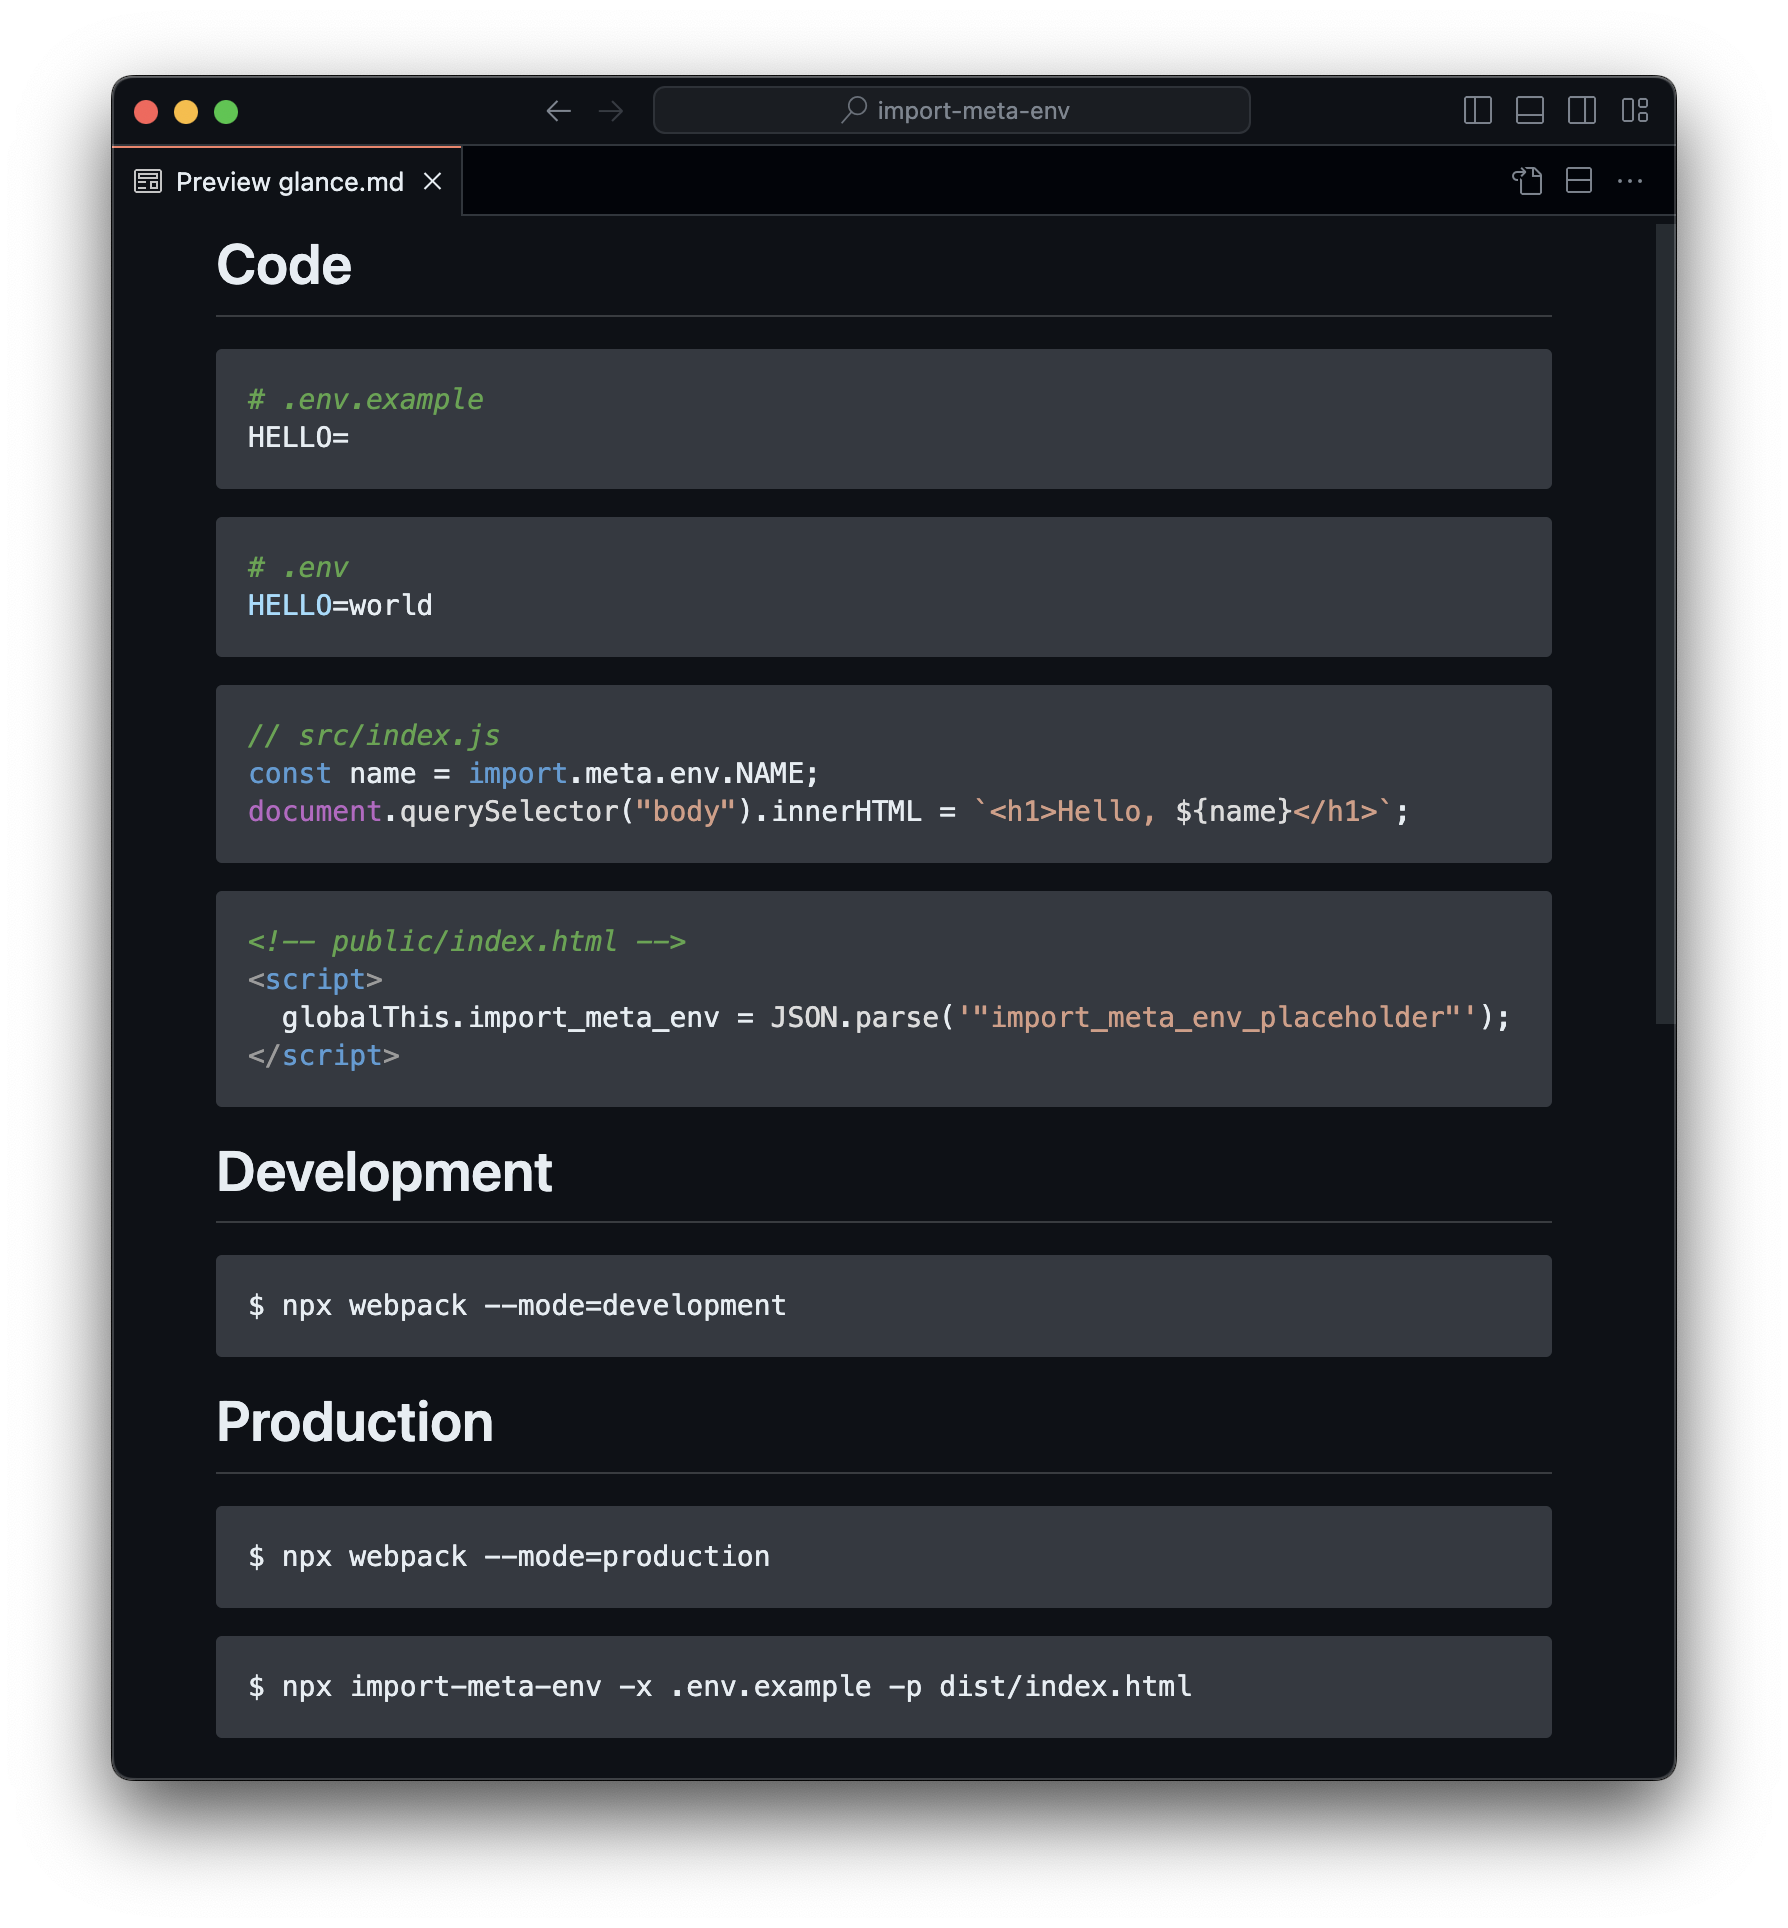 import-meta-env
Preview glance.md
Code
# .env.example
HELLO=
# .env
HELLO=world
// src/index.js
const name = import.meta.env.NAME;
document.querySelector("body").innerHTML = `<h1>Hello, ${name}</h1>`;
<!-- public/index.html -->
<script>
  globalThis.import_meta_env = JSON.parse('"import_meta_env_placeholder"');
</script>
Development
$ npx webpack --mode=development
Production
$ npx webpack --mode=production
$ npx import-meta-env -x .env.example -p dist/index.html